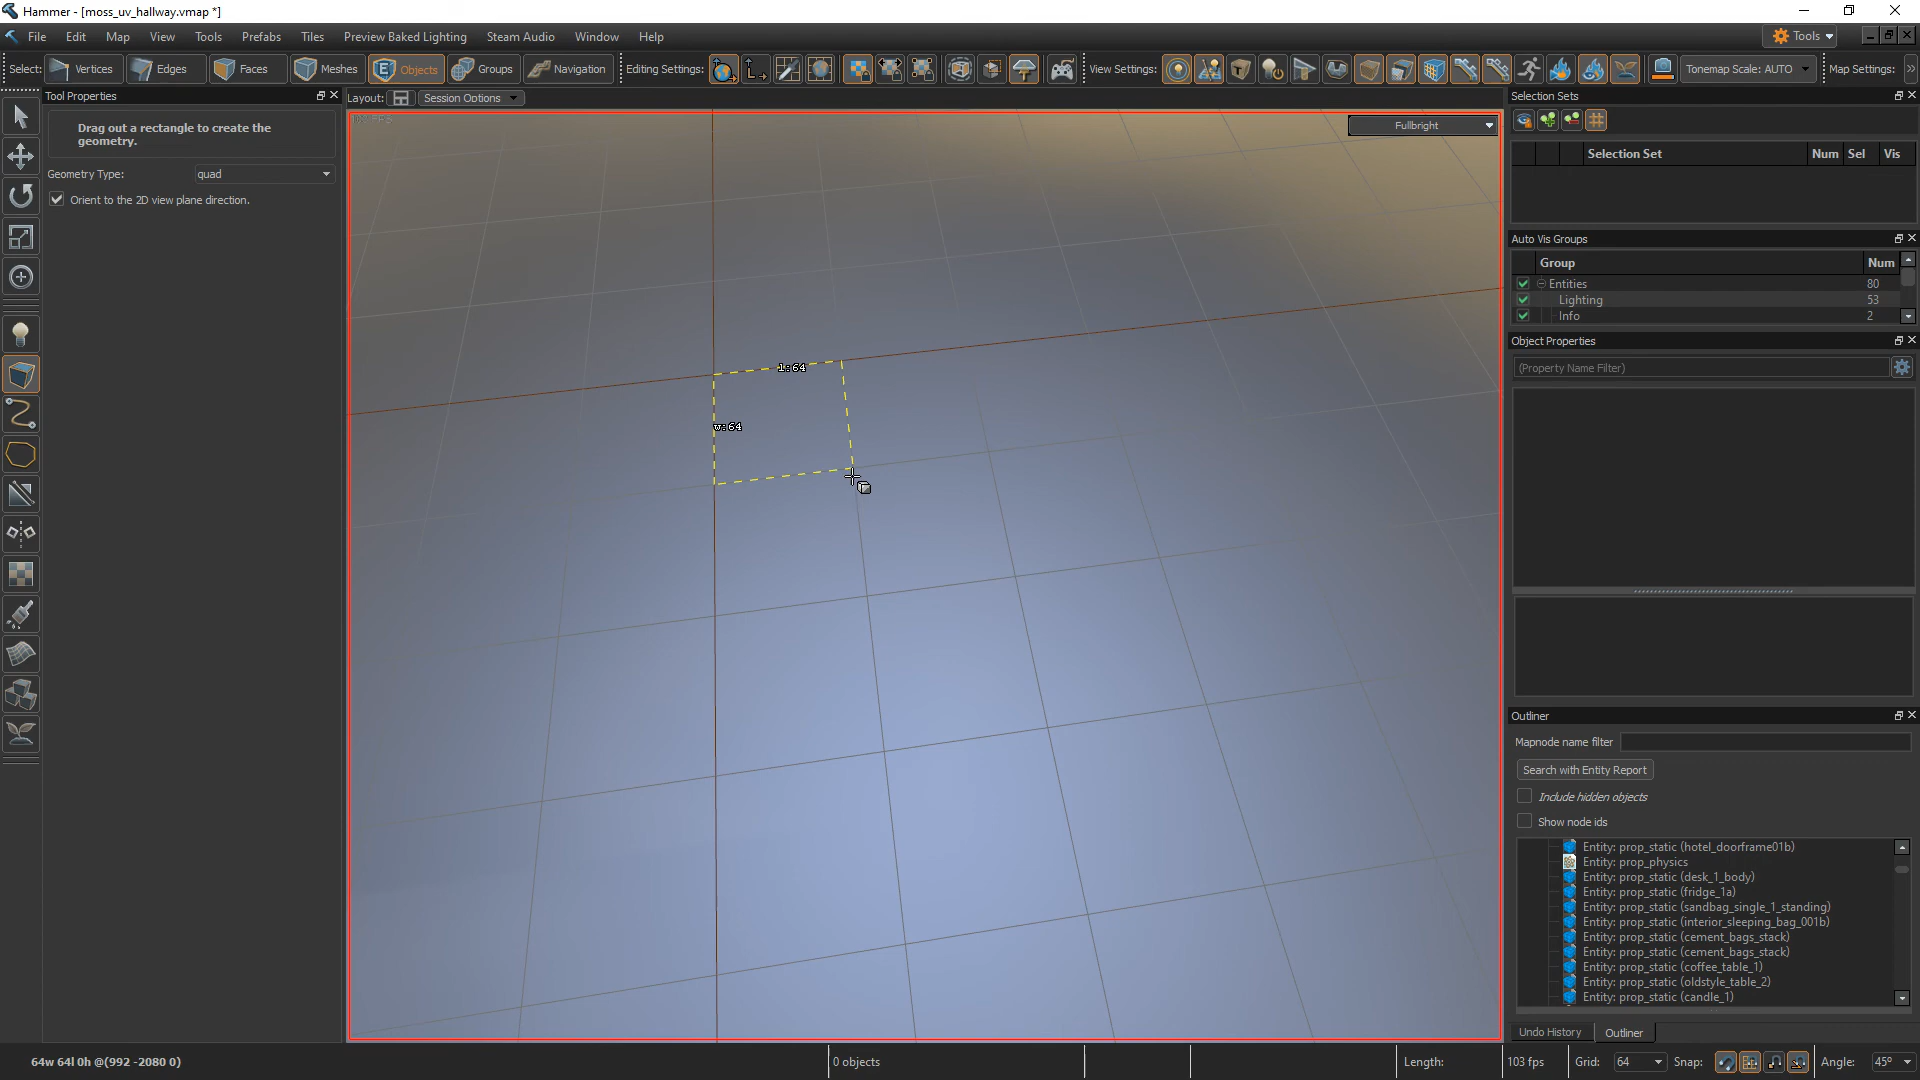 Hammer - [moss_uv_hallway.vmap *]
File Edit Map View Tools Prefabs Tiles Preview Baked Lighting Steam Audio Window Help
Tools
Select: Vertices Edges Faces Meshes Objects Groups Navigation Editing Settings: View Settings: Tonemap Scale: AUTO Map Settings:
Tool Properties
Drag out a rectangle to create the
geometry.
Geometry Type: quad
Orient to the 2D view plane direction.
Layout: Session Options
Fullbright
l:64
w:64
Selection Sets
Selection Set Num Sel Vis
Auto Vis Groups
Group Num
Entities 80
Lighting 53
Info 2
Object Properties
(Property Name Filter)
Outliner
Mapnode name filter
Search with Entity Report
Include hidden objects
Show node ids
Entity: prop_static (hotel_doorframe01b)
Entity: prop_physics
Entity: prop_static (desk_1_body)
Entity: prop_static (fridge_1a)
Entity: prop_static (sandbag_single_1_standing)
Entity: prop_static (interior_sleeping_bag_001b)
Entity: prop_static (cement_bags_stack)
Entity: prop_static (cement_bags_stack)
Entity: prop_static (coffee_table_1)
Entity: prop_static (oldstyle_table_2)
Entity: prop_static (candle_1)
Undo History Outliner
64w 64l 0h @(992 -2080 0) 0 objects Length: 103 fps Grid: 64 Snap: Angle: 45º